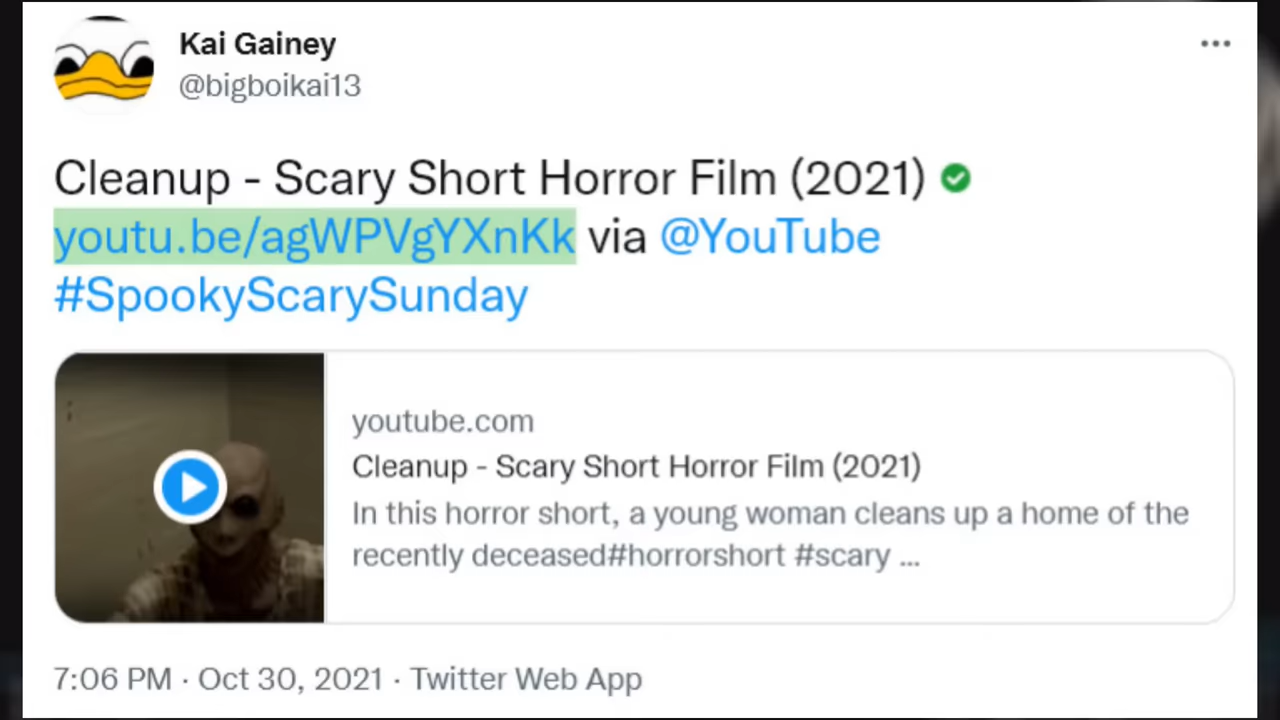 Kai Gainey
@bigboikai13
Cleanup - Scary Short Horror Film (2021)
youtu.be/agWPVgYXnKk via @YouTube
#SpookyScarySunday
youtube.com
Cleanup - Scary Short Horror Film (2021)
In this horror short, a young woman cleans up a home of the
recently deceased#horrorshort #scary ...
7:06 PM · Oct 30, 2021 · Twitter Web App